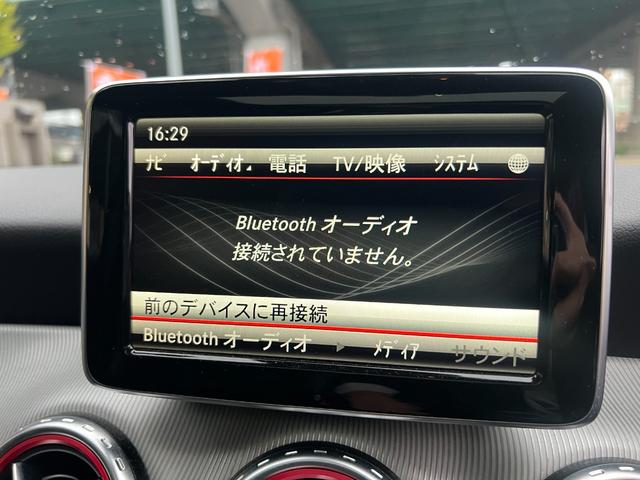 16:29
ナビ オーディオ 電話 TV/映像 システム
Bluetooth オーディオ
接続されていません。
前のデバイスに再接続
Bluetooth オーディオ ▶ メディア サウンド